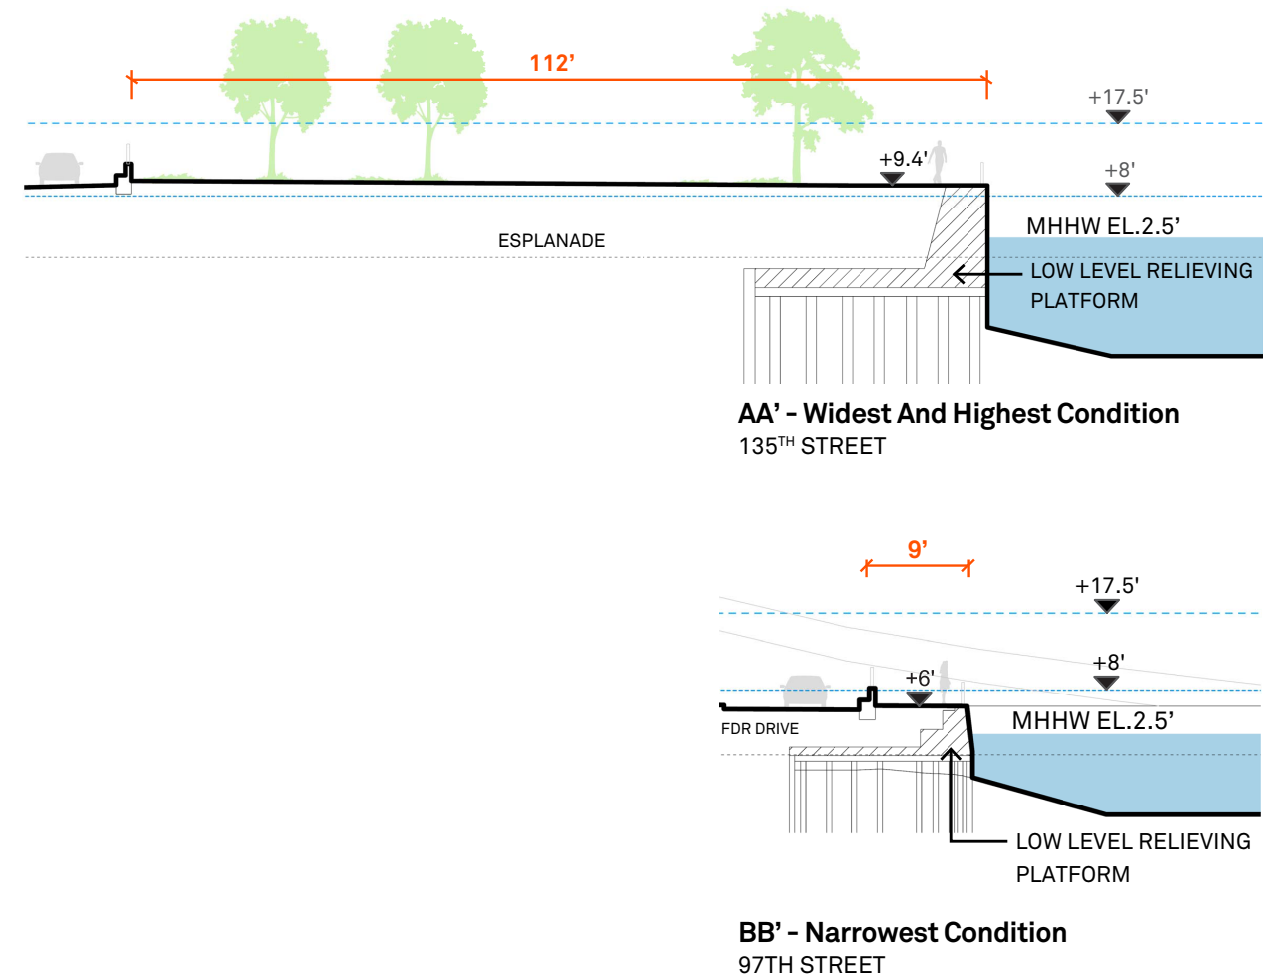 112’
+17.5'
+9.4'
+8'
MHHW EL.2.5’
ESPLANADE
LOW LEVEL RELIEVING
PLATFORM
AA’ - Widest And Highest Condition
135TH STREET
9’
+17.5'
+8'
+6'
MHHW EL.2.5’
FDR DRIVE
LOW LEVEL RELIEVING
PLATFORM
BB’ - Narrowest Condition
97TH STREET